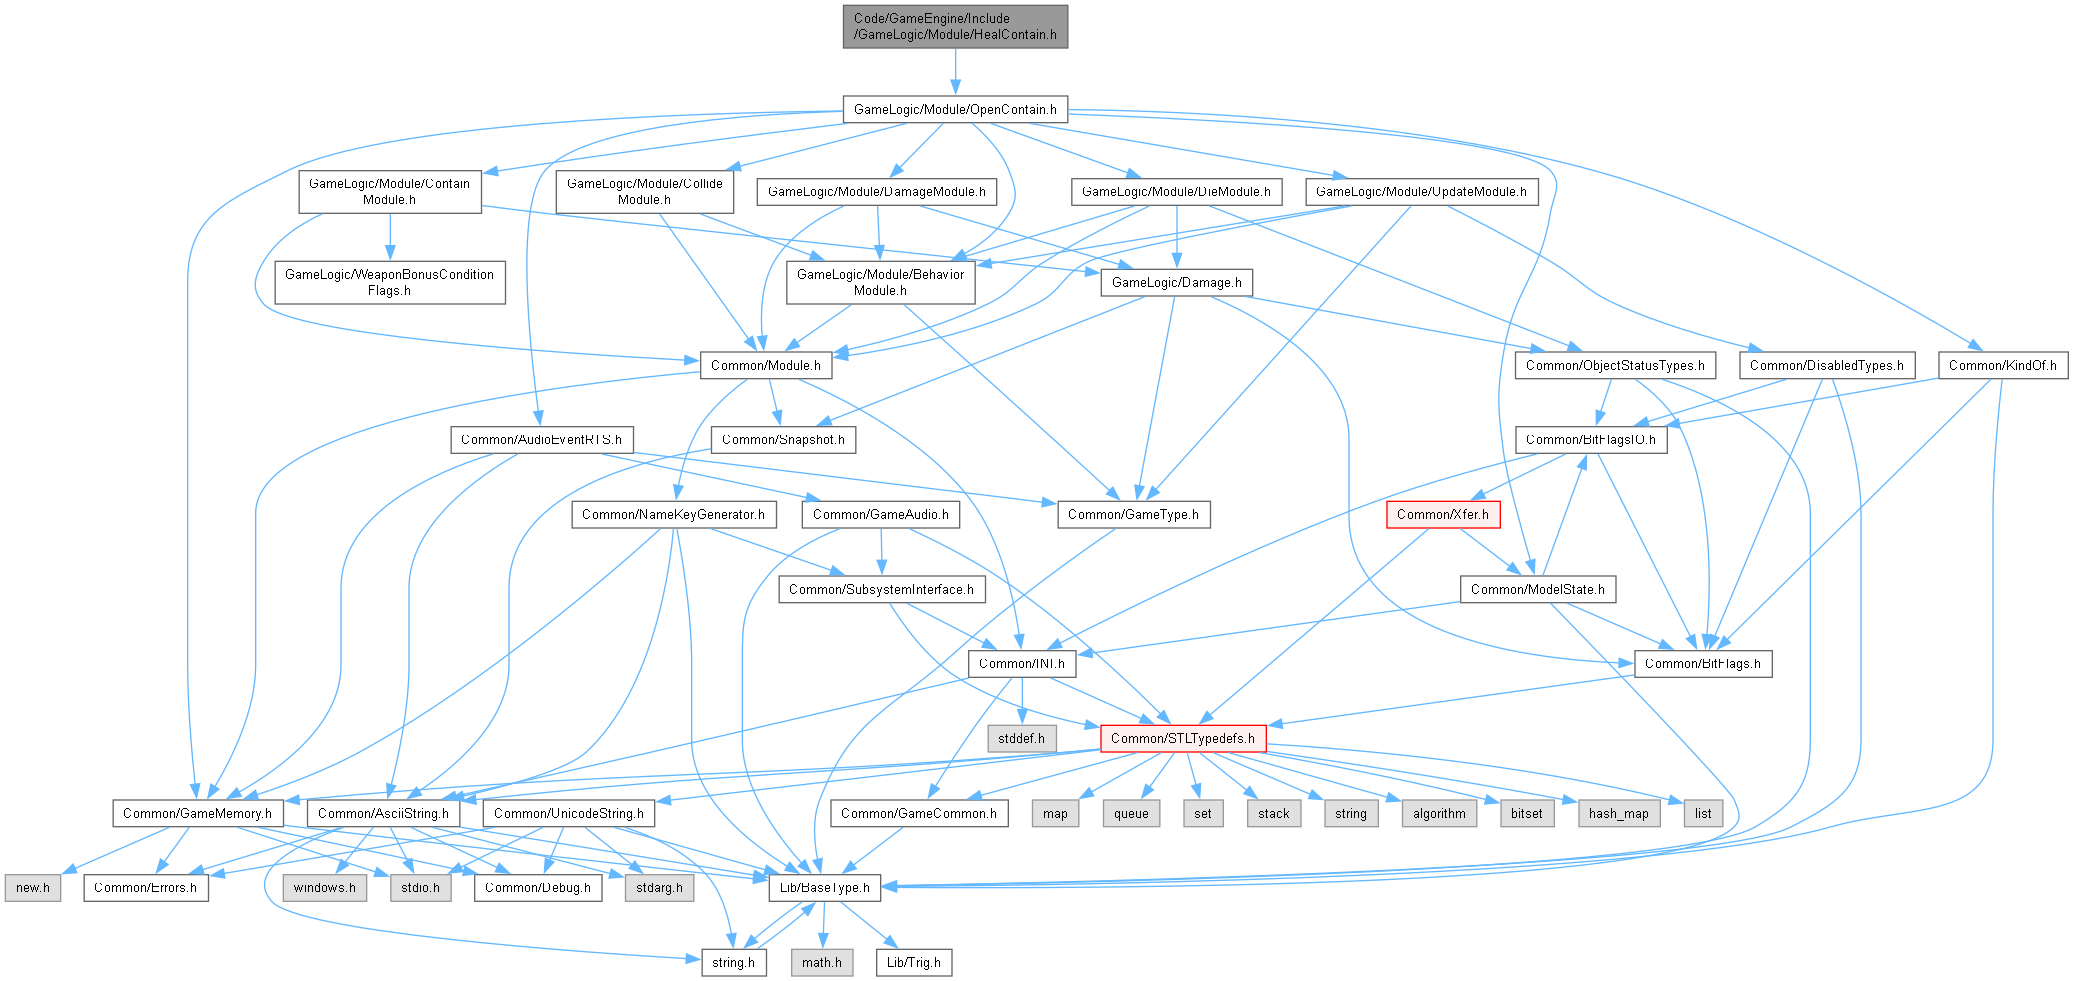 Code/GameEngine/Include
/GameLogic/Module/HealContain.h
GameLogic/Module/OpenContain.h
GameLogic/Module/Contain
Module.h
GameLogic/Module/Collide
Module.h
GameLogic/Module/DamageModule.h
GameLogic/Module/DieModule.h
GameLogic/Module/UpdateModule.h
GameLogic/WeaponBonusCondition
Flags.h
GameLogic/Module/Behavior
Module.h
GameLogic/Damage.h
Common/Module.h
Common/ObjectStatusTypes.h
Common/DisabledTypes.h
Common/KindOf.h
Common/AudioEventRTS.h
Common/Snapshot.h
Common/BitFlagsIO.h
Common/NameKeyGenerator.h
Common/GameAudio.h
Common/GameType.h
Common/Xfer.h
Common/SubsystemInterface.h
Common/ModelState.h
Common/INI.h
Common/BitFlags.h
stddef.h
Common/STLTypedefs.h
Common/GameMemory.h
Common/AsciiString.h
Common/UnicodeString.h
Common/GameCommon.h
map
queue
set
stack
string
algorithm
bitset
hash_map
list
new.h
Common/Errors.h
windows.h
stdio.h
Common/Debug.h
stdarg.h
Lib/BaseType.h
string.h
math.h
Lib/Trig.h